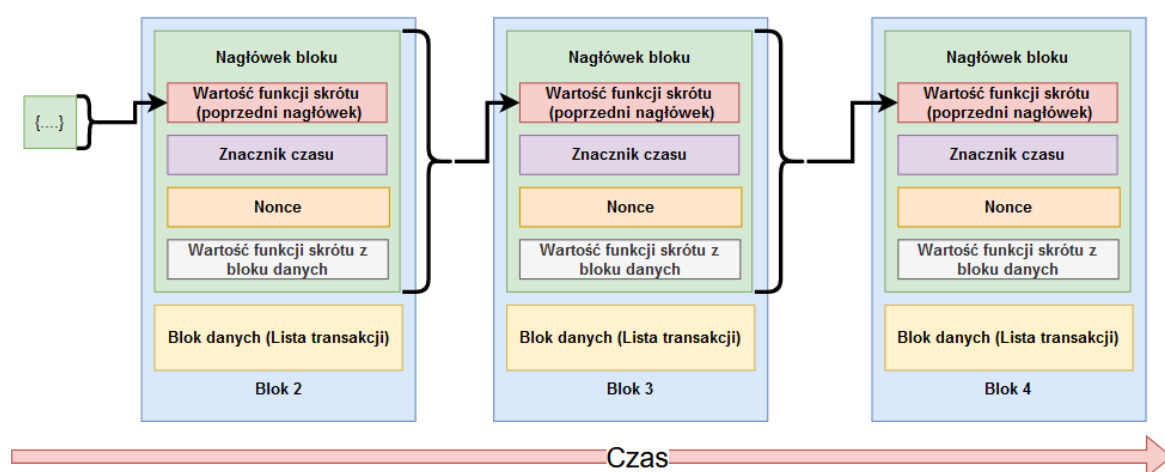 {....}
Nagłówek bloku
Wartość funkcji skrótu
(poprzedni nagłówek)
Znacznik czasu
Nonce
Wartość funkcji skrótu z
bloku danych
Blok danych (Lista transakcji)
Blok 2
Nagłówek bloku
Wartość funkcji skrótu
(poprzedni nagłówek)
Znacznik czasu
Nonce
Wartość funkcji skrótu z
bloku danych
Blok danych (Lista transakcji)
Blok 3
Nagłówek bloku
Wartość funkcji skrótu
(poprzedni nagłówek)
Znacznik czasu
Nonce
Wartość funkcji skrótu z
bloku danych
Blok danych (Lista transakcji)
Blok 4
Czas